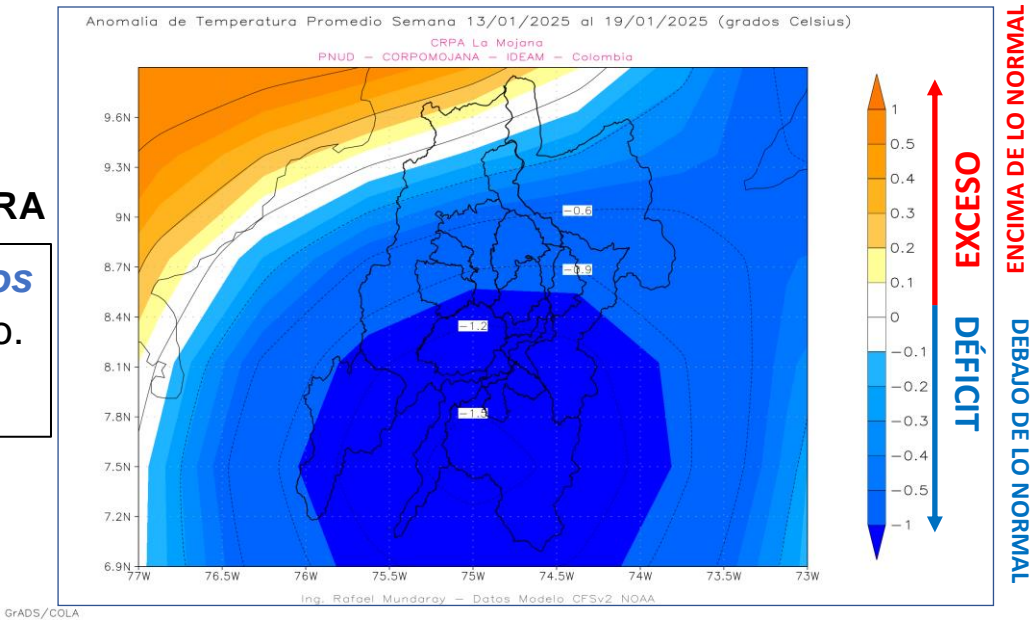 Anomalia de Temperatura Promedio Semana 13/01/2025 al 19/01/2025 (grados Celsius)
CRPA La Mojana
PNUD – CORPOMOJANA – IDEAM – Colombia
RA
os
o.
9.6N
9.3N
9N
8.7N
8.4N
8.1N
7.8N
7.5N
7.2N
6.9N
77W
76.5W
76W
75.5W
75W
74.5W
74W
73.5W
73W
−0.6
−0.9
−1.2
−1.5
1
0.5
0.4
0.3
0.2
0.1
0
−0.1
−0.2
−0.3
−0.4
−0.5
−1
EXCESO
DÉFICIT
ENCIMA DE LO NORMAL
DEBAJO DE LO NORMAL
Ing. Rafael Mundaray – Datos Modelo CFSv2 NOAA
GrADS/COLA